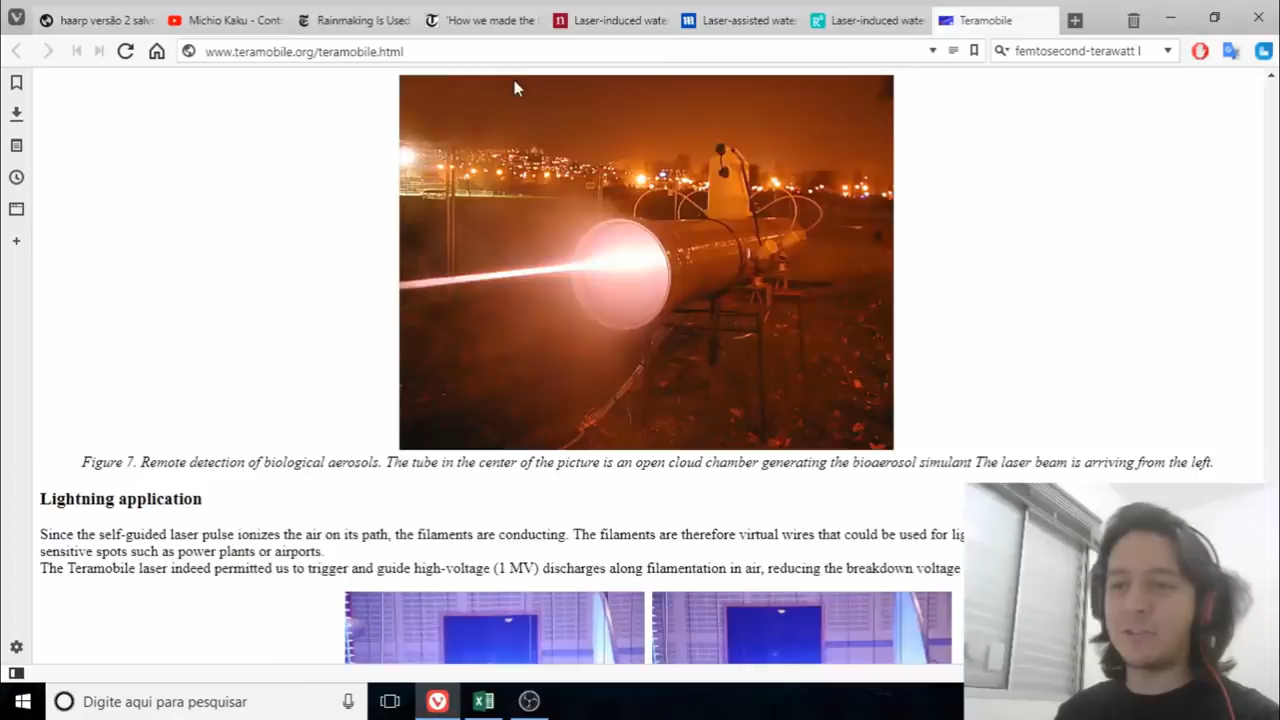 haarp versão 2 salvo
Michio Kaku - Cont
Rainmaking Is Used
"How we made the
Laser-induced wate
Laser-assisted water
Laser-induced wate
Teramobile
www.teramobile.org/teramobile.html
femtosecond-terawatt l
Figure 7. Remote detection of biological aerosols. The tube in the center of the picture is an open cloud chamber generating the bioaerosol simulant The laser beam is arriving from the left.
Lightning application
Since the self-guided laser pulse ionizes the air on its path, the filaments are conducting. The filaments are therefore virtual wires that could be used for lig
sensitive spots such as power plants or airports.
The Teramobile laser indeed permitted us to trigger and guide high-voltage (1 MV) discharges along filamentation in air, reducing the breakdown voltage
Digite aqui para pesquisar